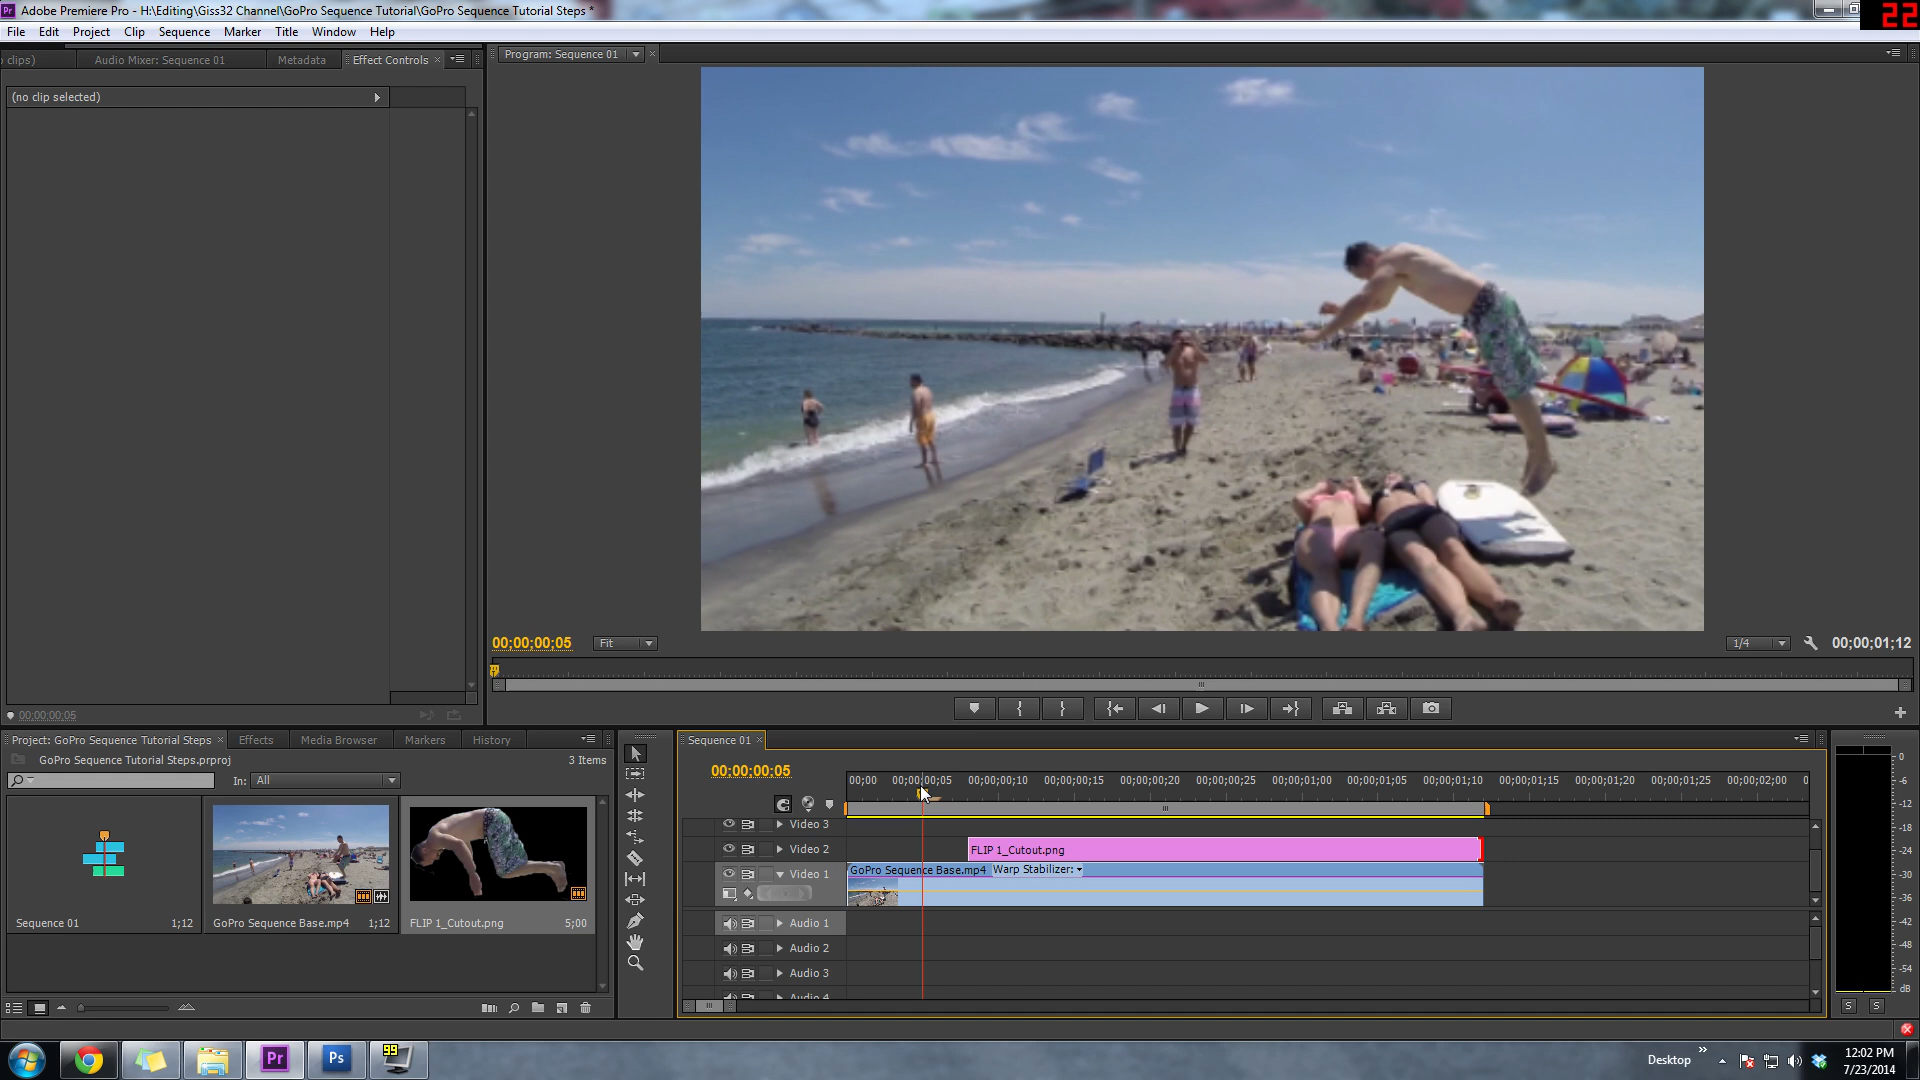 Adobe Premiere Pro - H:\Editing\Giss32 Channel\GoPro Sequence Tutorial\GoPro Sequence Tutorial Steps *
22
File Edit Project Clip Sequence Marker Title Window Help
clips) Audio Mixer: Sequence 01 Metadata Effect Controls
Program: Sequence 01
(no clip selected)
00;00;00;05 Fit 1/4 00;00;01;12
00;00;00;05
Project: GoPro Sequence Tutorial Steps Effects Media Browser Markers History
GoPro Sequence Tutorial Steps.prproj 3 Items
In: All
Sequence 01 1;12
GoPro Sequence Base.mp4 1;12
FLIP 1_Cutout.png 5;00
Sequence 01
00;00;00;05
00;00 00;00;00;05 00;00;00;10 00;00;00;15 00;00;00;20 00;00;00;25 00;00;01;00 00;00;01;05 00;00;01;10 00;00;01;15 00;00;01;20 00;00;01;25 00;00;02;00 0
Video 3
Video 2 FLIP 1_Cutout.png
Video 1 GoPro Sequence Base.mp4 Warp Stabilizer:
Audio 1
Audio 2
Audio 3
Audio 4
0
-6
-12
-18
-24
-30
-36
-42
-48
-54
dB
S S
Pr
Ps
99
Desktop
12:02 PM
7/23/2014